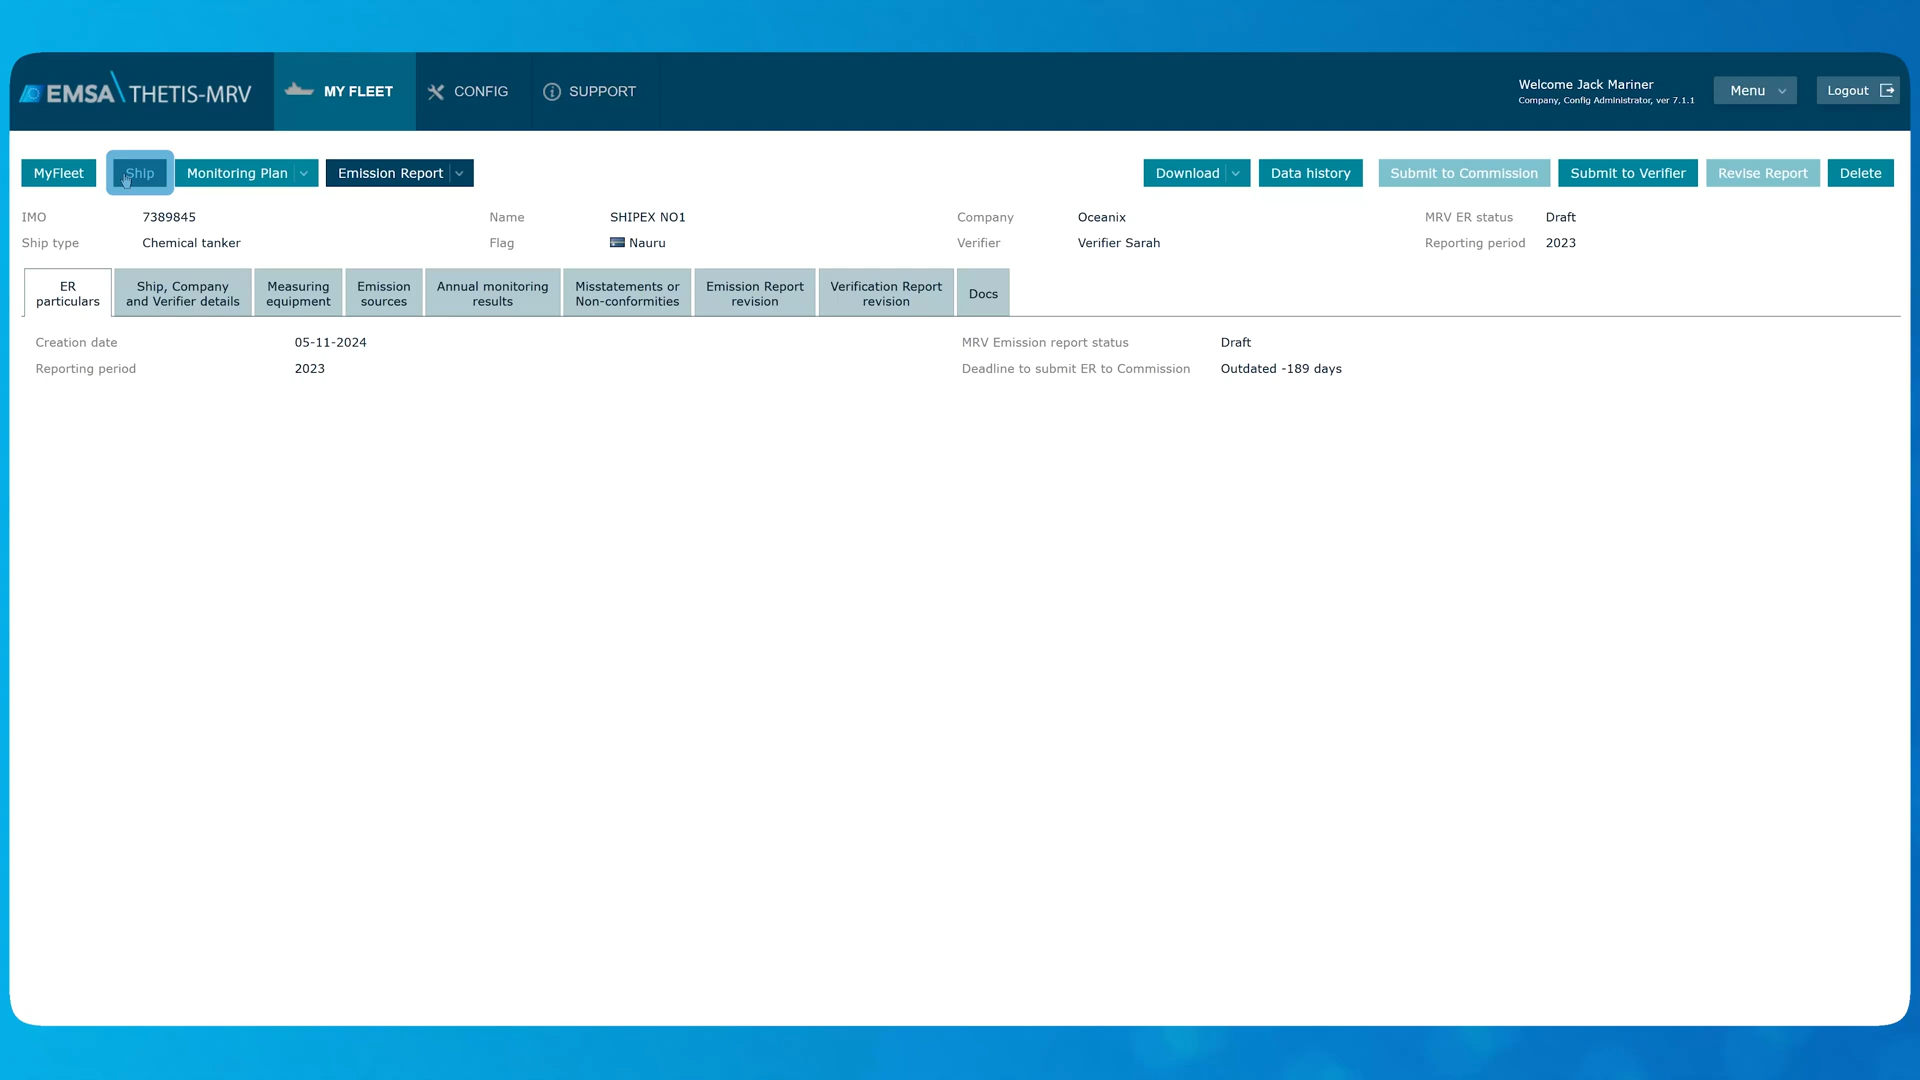 EMSA THETIS-MRV
MY FLEET
CONFIG
SUPPORT
Welcome Jack Mariner
Company, Config Administrator, ver 7.1.1
Menu
Logout
MyFleet
Ship
Monitoring Plan
Emission Report
Download
Data history
Submit to Commission
Submit to Verifier
Revise Report
Delete
IMO 7389845
Name SHIPEX NO1
Company Oceanix
MRV ER status Draft
Ship type Chemical tanker
Flag Nauru
Verifier Verifier Sarah
Reporting period 2023
ER
particulars
Ship, Company
and Verifier details
Measuring
equipment
Emission
sources
Annual monitoring
results
Misstatements or
Non-conformities
Emission Report
revision
Verification Report
revision
Docs
Creation date 05-11-2024
MRV Emission report status Draft
Reporting period 2023
Deadline to submit ER to Commission Outdated -189 days